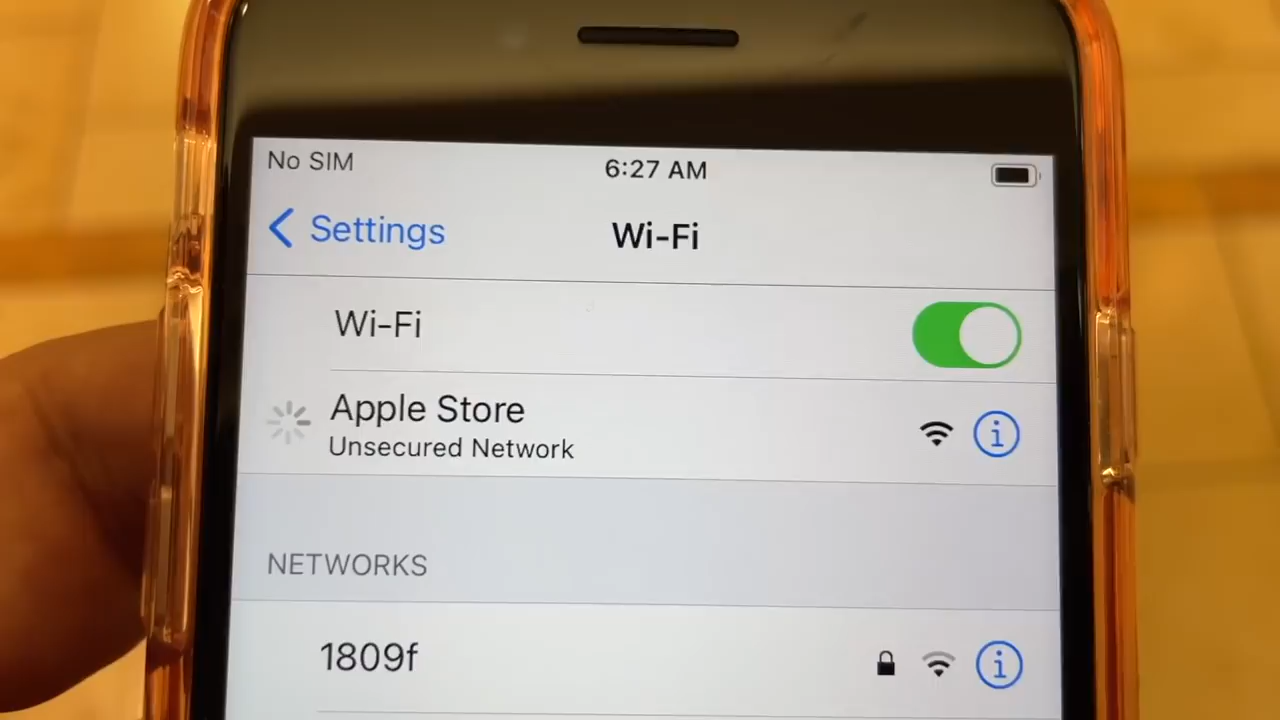 No SIM
6:27 AM
Settings
Wi-Fi
Wi-Fi
Apple Store
Unsecured Network
NETWORKS
1809f